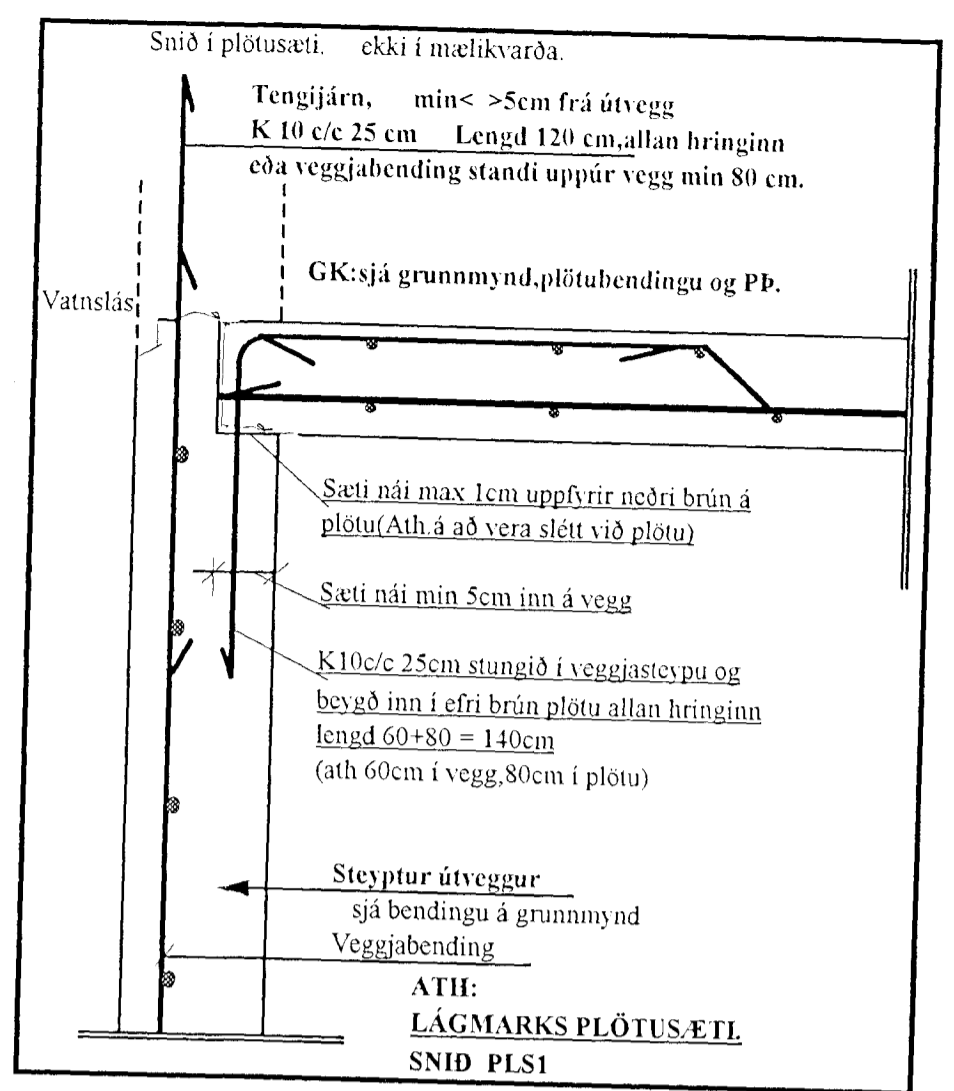 Snið í plötusæti.    ekki í mælikvarða.
Tengijárn,    min< >5cm frá útvegg
K 10 c/c 25 cm    Lengd 120 cm,allan hringinn
eða veggjabending standi uppúr vegg min 80 cm.
GK:sjá grunnmynd,plötubendingu og PÞ.
Vatnslás
Sæti nái max 1cm uppfyrir neðri brún á
plötu(Ath.á að vera slétt við plötu)
Sæti nái min 5cm inn á vegg
K10c/c 25cm stungið í veggjasteypu og
beygð inn í efri brún plötu allan hringinn
lengd 60+80 = 140cm
(ath 60cm í vegg,80cm í plötu)
Steyptur útveggur
sjá bendingu á grunnmynd
Veggjabending
ATH:
LÁGMARKS PLÖTUSÆTI.
SNIÐ PLS1